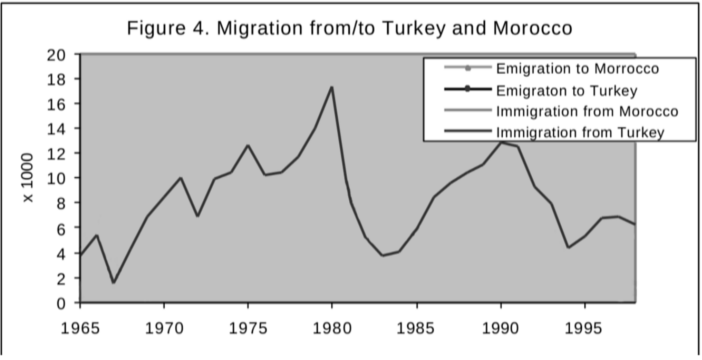 Figure 4. Migration from/to Turkey and Morocco
20
18
16
14
12
10
8
6
4
2
0
x 1000
Emigration to Morrocco
Emigraton to Turkey
Immigration from Morocco
Immigration from Turkey
1965 1970 1975 1980 1985 1990 1995